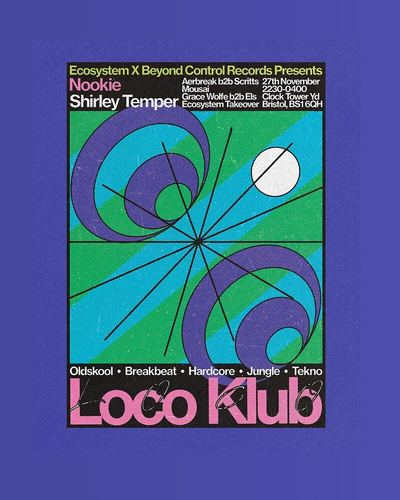 Ecosystem X Beyond Control Records Presents
Nookie
Shirley Temper
Aerbreak b2b Scritts
Mousai
Grace Wolfe b2b Els
Ecosystem Takeover
27th November
2230-0400
Clock Tower Yd
Bristol, BS1 6QH
Oldskool • Breakbeat • Hardcore • Jungle • Tekno
Loco Klub